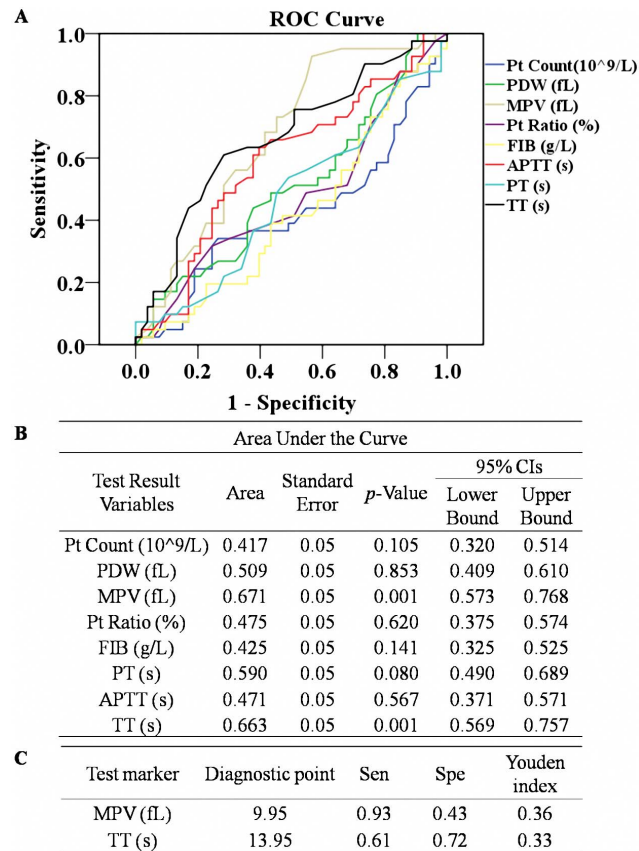 A
ROC Curve
1.0
0.8
0.6
0.4
0.2
0.0
Sensitivity
0.0 0.2 0.4 0.6 0.8 1.0
1 - Specificity
Pt Count(10^9/L)
PDW (fL)
MPV (fL)
Pt Ratio (%)
FIB (g/L)
APTT (s)
PT (s)
TT (s)
B
Area Under the Curve
Test Result Variables Area Standard Error p-Value 95% CIs Lower Bound Upper Bound
Pt Count (10^9/L) 0.417 0.05 0.105 0.320 0.514
PDW (fL) 0.509 0.05 0.853 0.409 0.610
MPV (fL) 0.671 0.05 0.001 0.573 0.768
Pt Ratio (%) 0.475 0.05 0.620 0.375 0.574
FIB (g/L) 0.425 0.05 0.141 0.325 0.525
PT (s) 0.590 0.05 0.080 0.490 0.689
APTT (s) 0.471 0.05 0.567 0.371 0.571
TT (s) 0.663 0.05 0.001 0.569 0.757
C
Test marker Diagnostic point Sen Spe Youden index
MPV (fL) 9.95 0.93 0.43 0.36
TT (s) 13.95 0.61 0.72 0.33